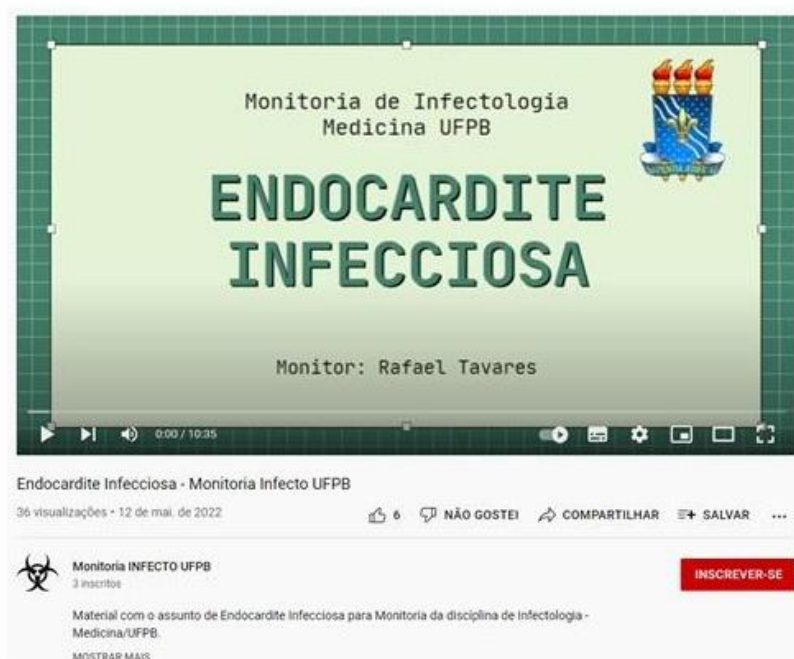 Monitoria de Infectologia
Medicina UFPB
ENDOCARDITE
INFECCIOSA
Monitor: Rafael Tavares
0:00 / 10:35
Endocardite Infecciosa - Monitoria Infecto UFPB
36 visualizações • 12 de mai. de 2022
6 NÃO GOSTEI COMPARTILHAR SALVAR ...
Monitoria INFECTO UFPB
3 inscritos
INSCREVER-SE
Material com o assunto de Endocardite Infecciosa para Monitoria da disciplina de Infectologia -
Medicina/UFPB.
MOSTRAR MAIS